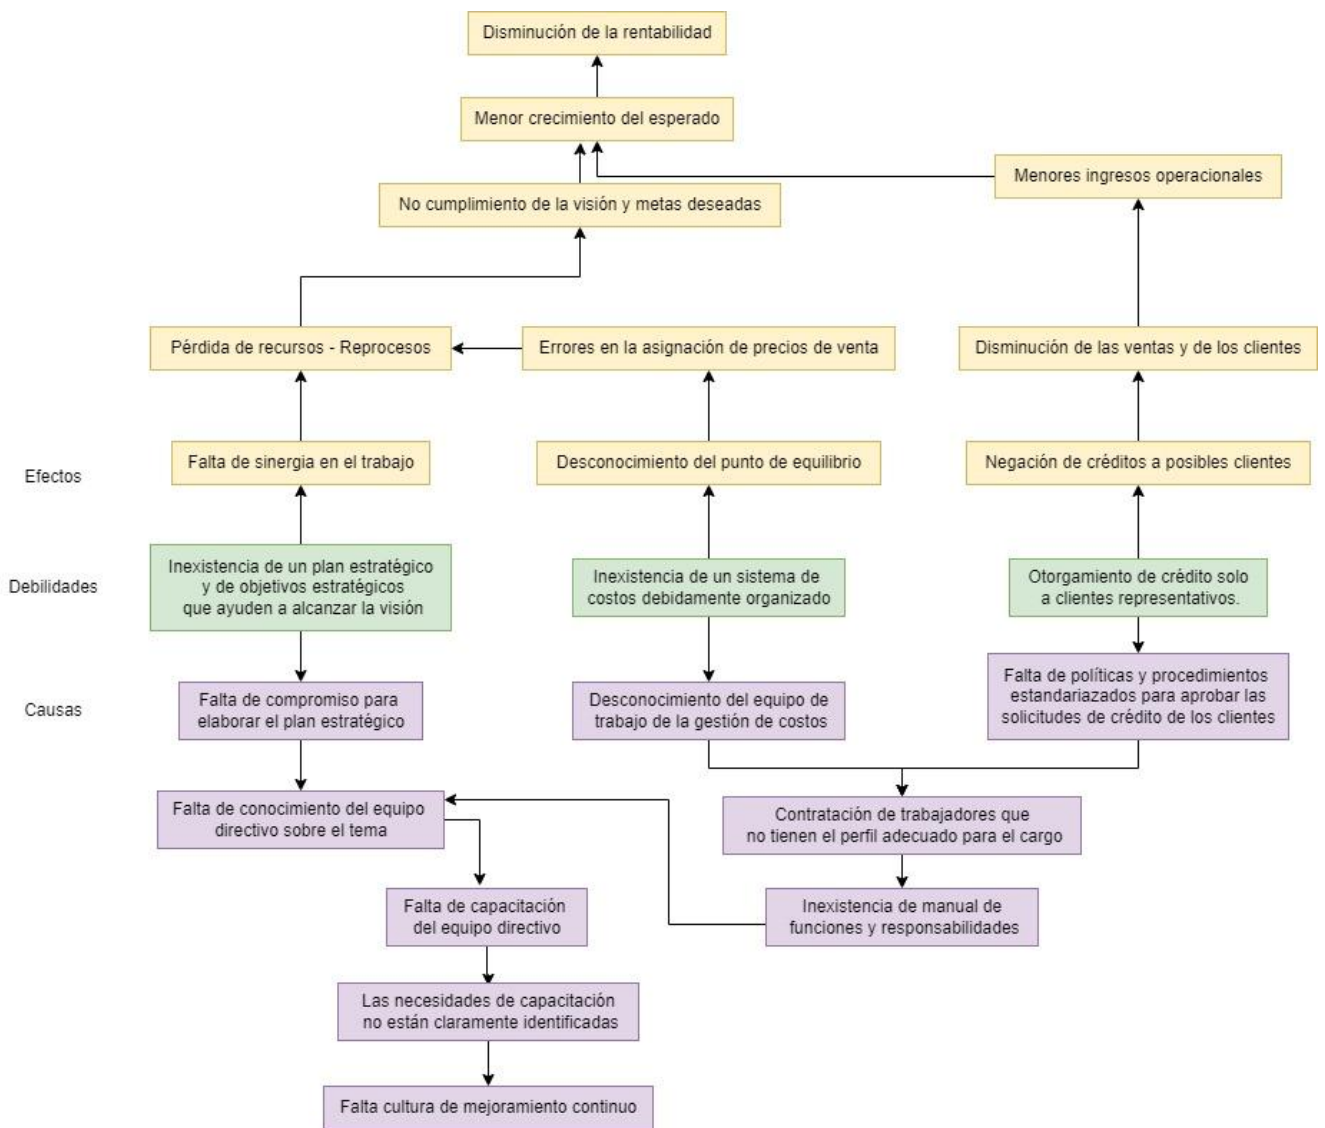 Disminución de la rentabilidad
Menor crecimiento del esperado
Menores ingresos operacionales
No cumplimiento de la visión y metas deseadas
Pérdida de recursos - Reprocesos
Errores en la asignación de precios de venta
Disminución de las ventas y de los clientes
Efectos
Falta de sinergia en el trabajo
Desconocimiento del punto de equilibrio
Negación de créditos a posibles clientes
Debilidades
Inexistencia de un plan estratégico
y de objetivos estratégicos
que ayuden a alcanzar la visión
Inexistencia de un sistema de
costos debidamente organizado
Otorgamiento de crédito solo
a clientes representativos.
Causas
Falta de compromiso para
elaborar el plan estratégico
Desconocimiento del equipo de
trabajo de la gestión de costos
Falta de políticas y procedimientos
estandariazados para aprobar las
solicitudes de crédito de los clientes
Falta de conocimiento del equipo
directivo sobre el tema
Contratación de trabajadores que
no tienen el perfil adecuado para el cargo
Falta de capacitación
del equipo directivo
Inexistencia de manual de
funciones y responsabilidades
Las necesidades de capacitación
no están claramente identificadas
Falta cultura de mejoramiento continuo